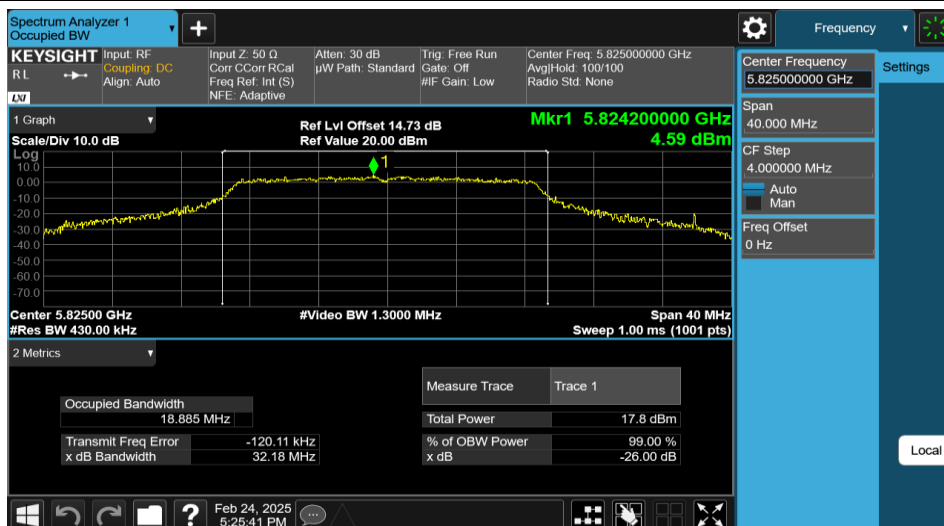 Spectrum Analyzer 1
Occupied BW
+
Frequency
KEYSIGHT
RL
LXI
Input: RF
Coupling: DC
Align: Auto
Input Z: 50 Ω
Corr CCorr RCal
Freq Ref: Int (S)
NFE: Adaptive
Atten: 30 dB
µW Path: Standard
Trig: Free Run
Gate: Off
#IF Gain: Low
Center Freq: 5.825000000 GHz
Avg|Hold: 100/100
Radio Std: None
Center Frequency
5.825000000 GHz
Settings
Span
40.000 MHz
CF Step
4.000000 MHz
Auto
Man
Freq Offset
0 Hz
1 Graph
Scale/Div 10.0 dB
Ref Lvl Offset 14.73 dB
Ref Value 20.00 dBm
Mkr1 5.824200000 GHz
4.59 dBm
Log
10.0
0.00
-10.0
-20.0
-30.0
-40.0
-50.0
-60.0
-70.0
1
Center 5.82500 GHz
#Res BW 430.00 kHz
#Video BW 1.3000 MHz
Span 40 MHz
Sweep 1.00 ms (1001 pts)
2 Metrics
Measure Trace Trace 1
Occupied Bandwidth
18.885 MHz
Total Power 17.8 dBm
Transmit Freq Error -120.11 kHz
% of OBW Power 99.00 %
x dB Bandwidth 32.18 MHz
x dB -26.00 dB
Local
?
Feb 24, 2025
5:25:41 PM